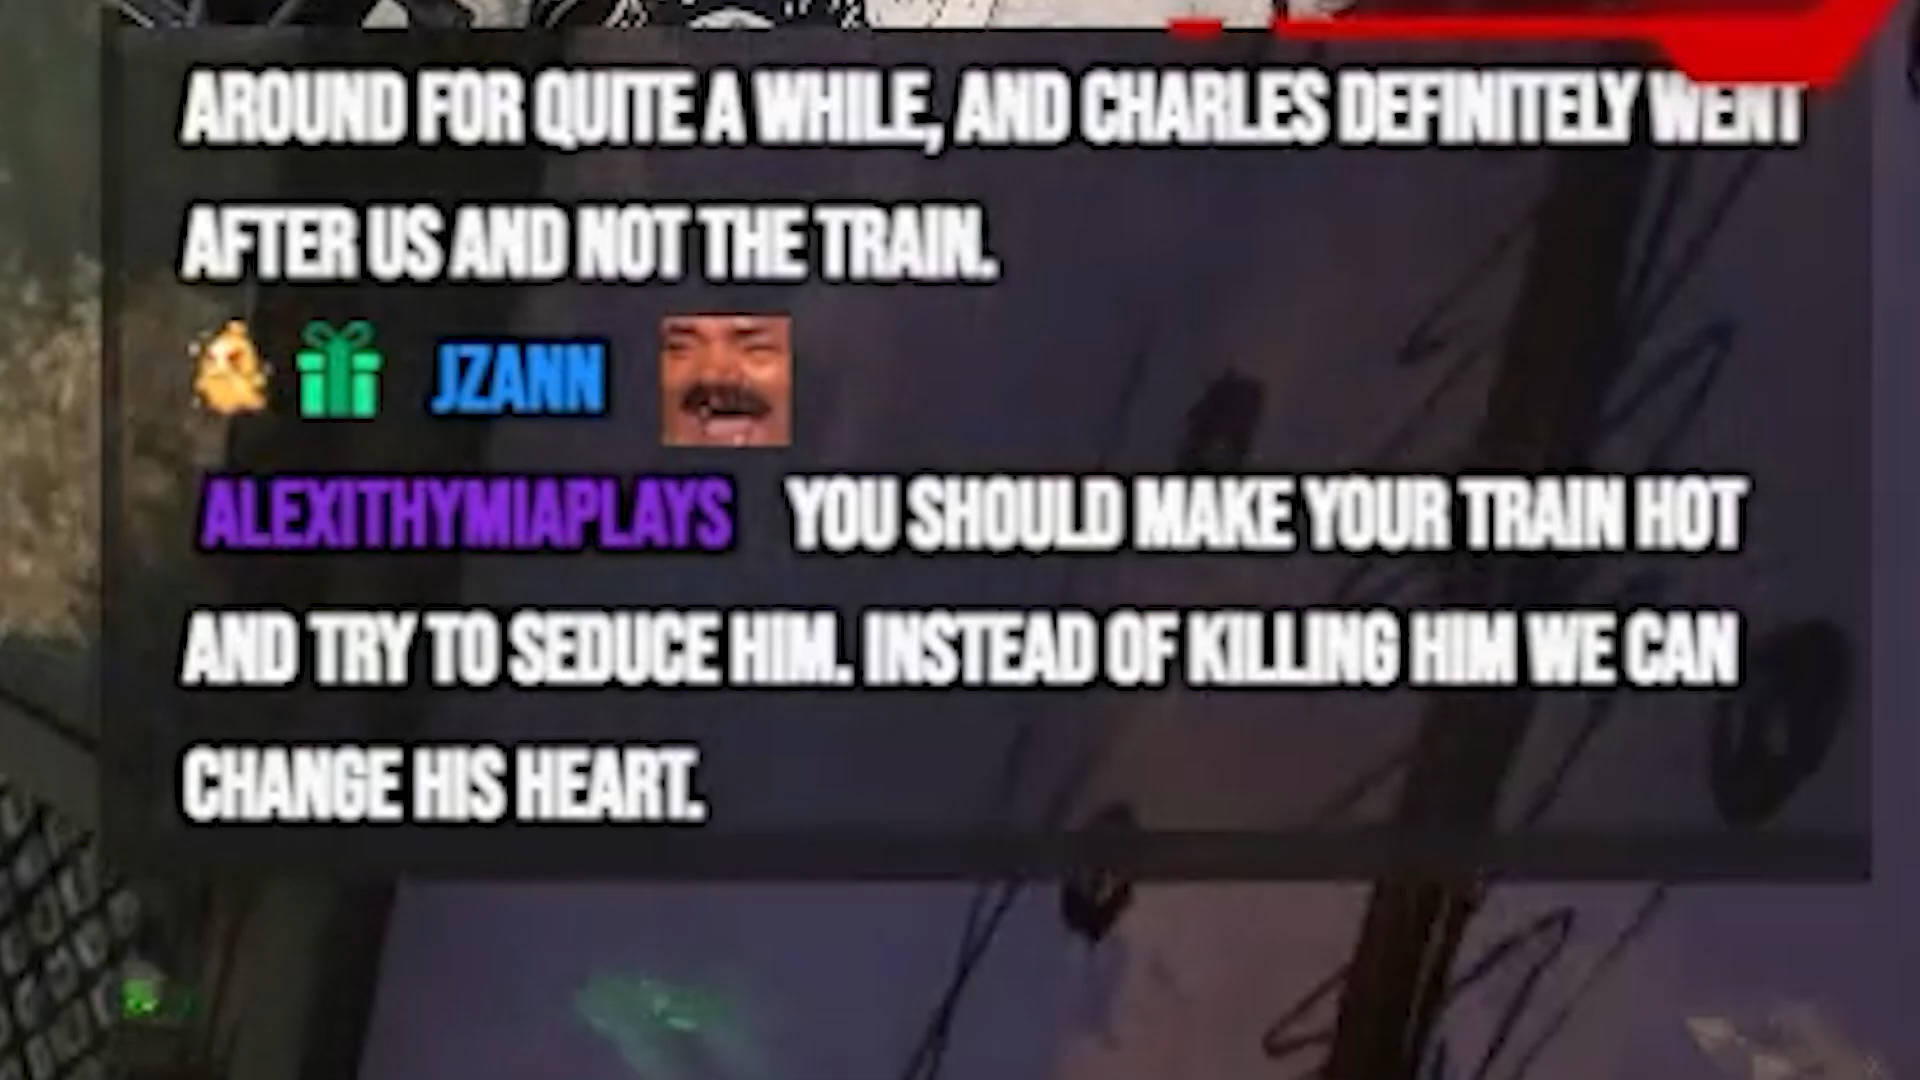 AROUND FOR QUITE A WHILE, AND CHARLES DEFINITELY WENT
AFTER US AND NOT THE TRAIN.
JZANN
ALEXITHYMIAPLAYS YOU SHOULD MAKE YOUR TRAIN HOT
AND TRY TO SEDUCE HIM. INSTEAD OF KILLING HIM WE CAN
CHANGE HIS HEART.